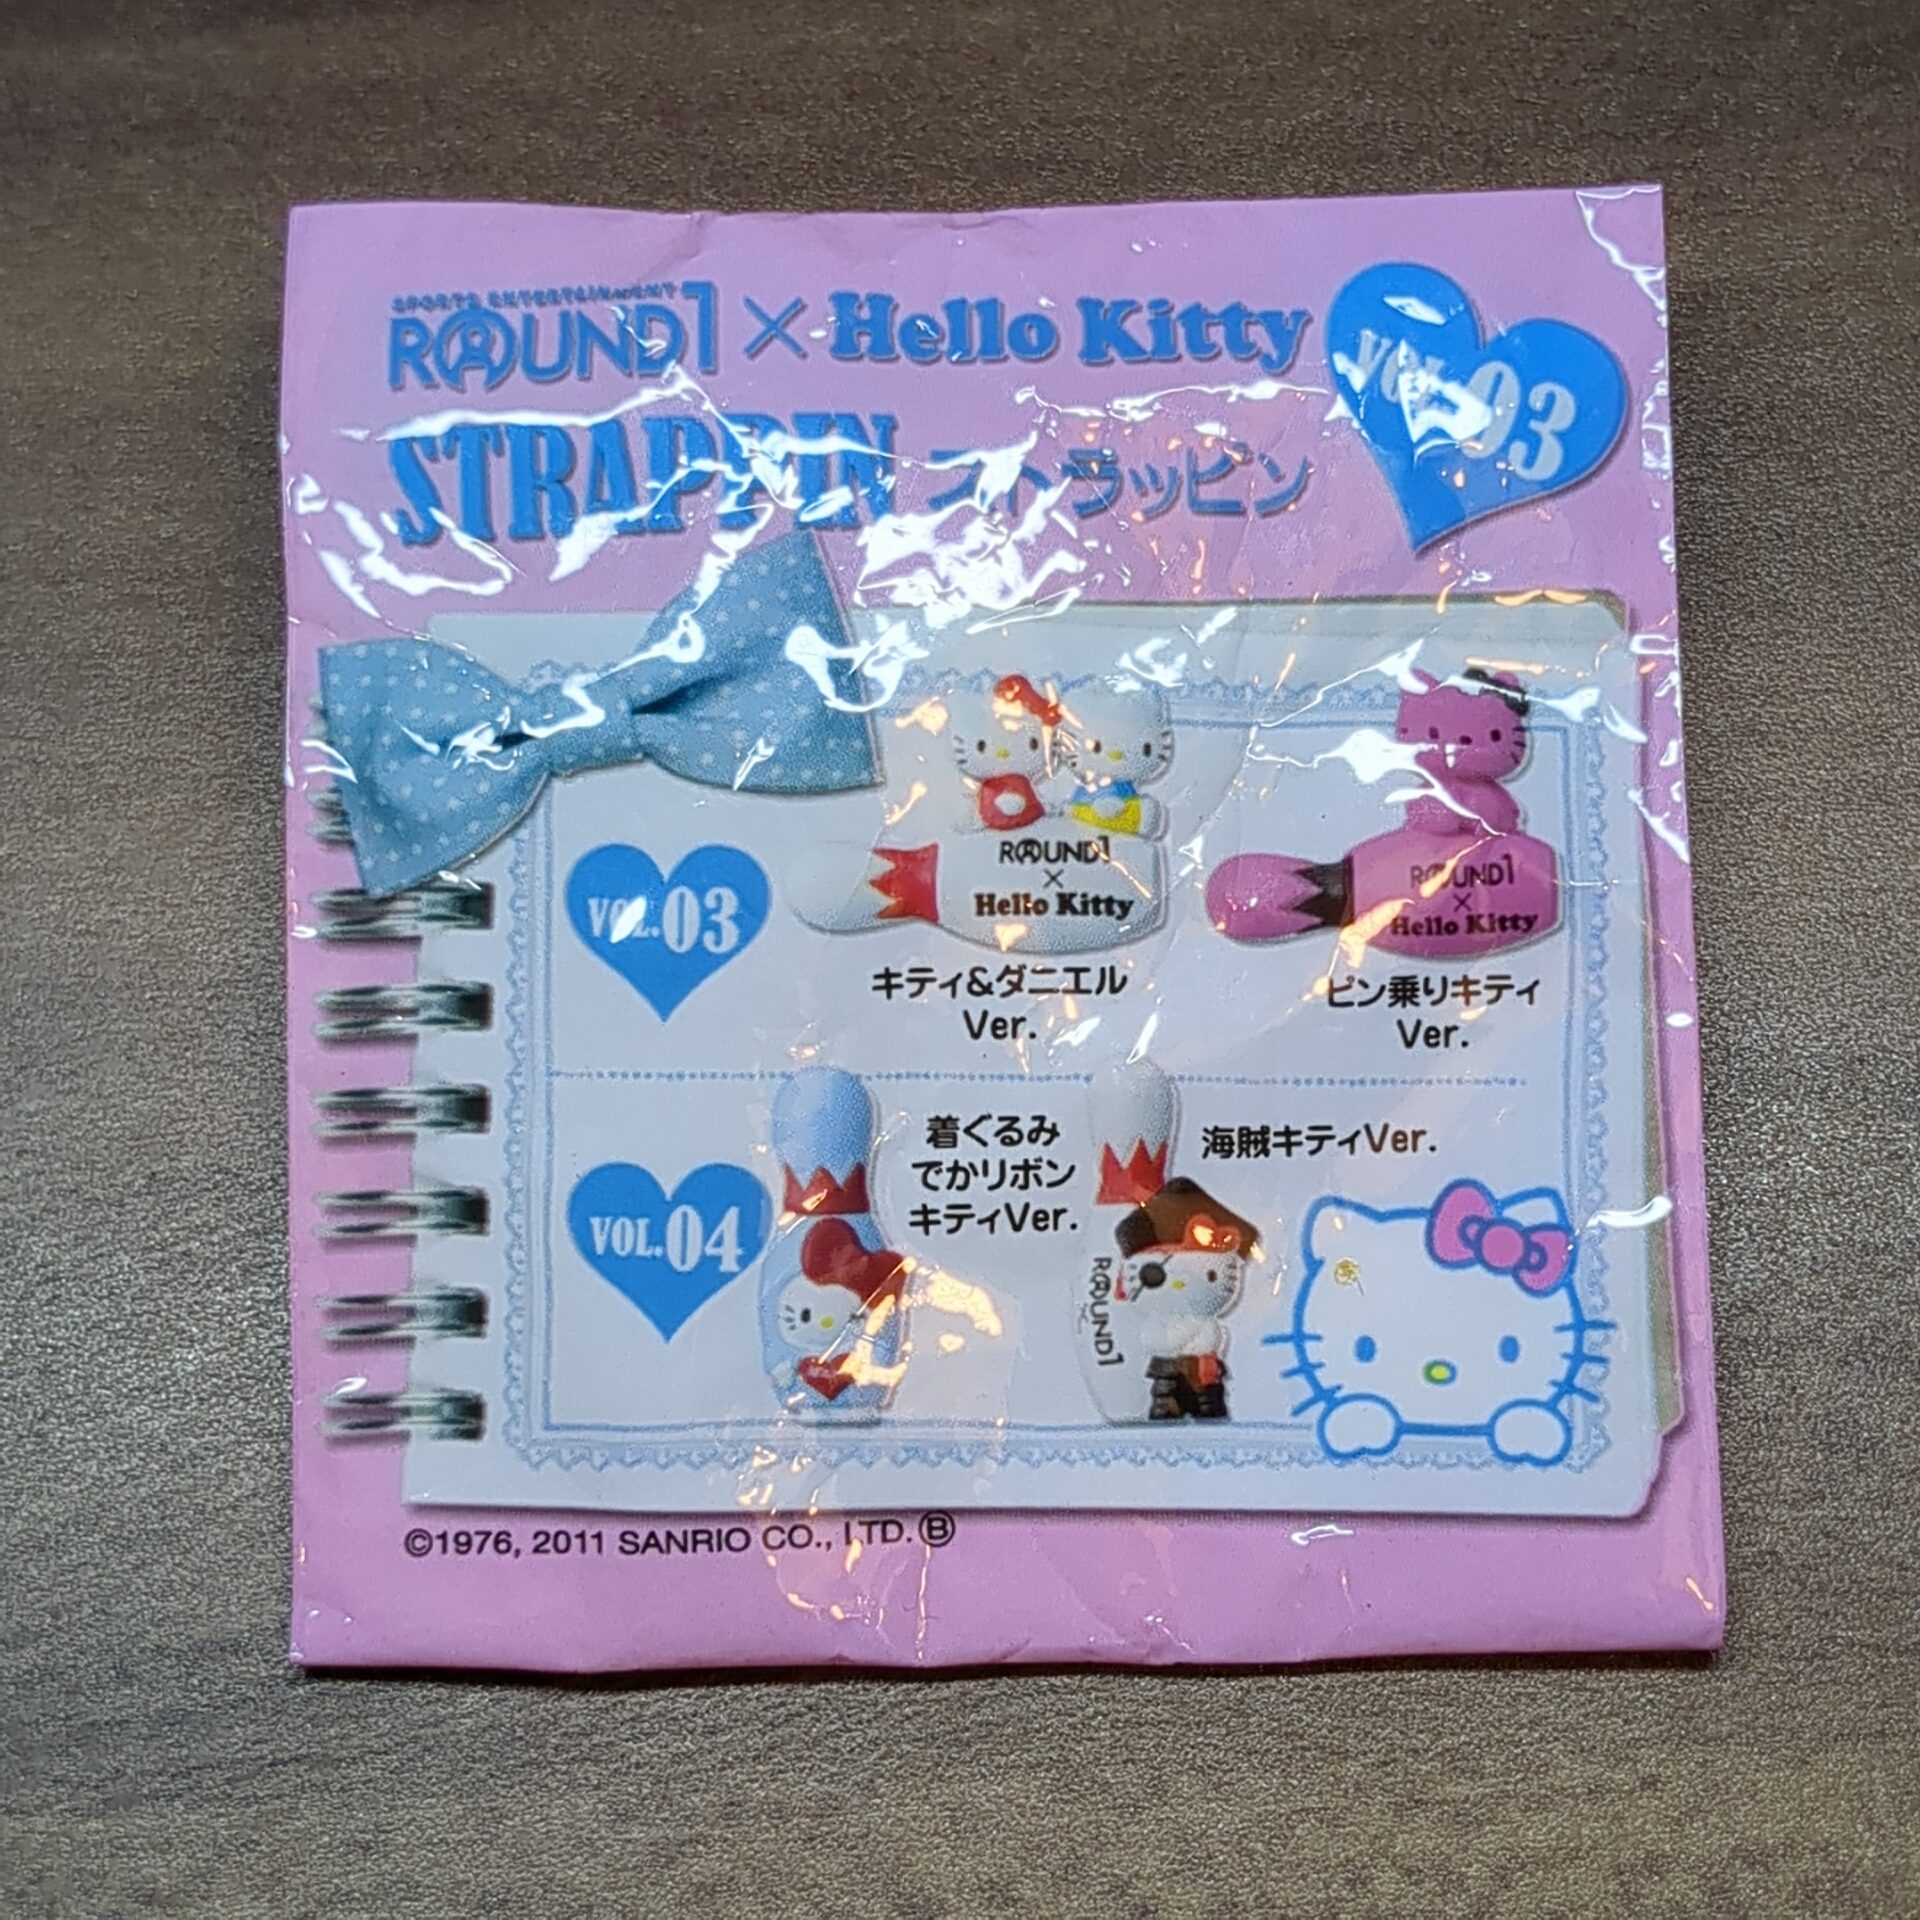 SPORTS ENTERTAINMENT
ROUND1 × Hello Kitty
VOL.03
STRAPPIN ストラッピン
VOL.03
ROUND1
×
Hello Kitty
キティ&ダニエル
Ver.
ROUND1
×
Hello Kitty
ピン乗りキティ
Ver.
VOL.04
着ぐるみ
でかリボン
キティVer.
海賊キティVer.
ROUND1
©1976, 2011 SANRIO CO., LTD. Ⓑ